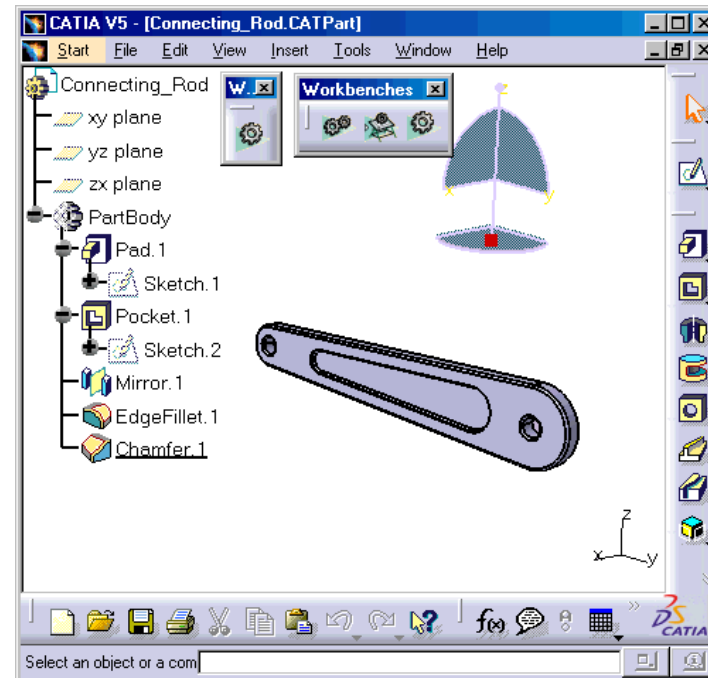 CATIA V5 - [Connecting_Rod.CATPart]
Start File Edit View Insert Tools Window Help
Connecting_Rod
W...
Workbenches
xy plane
yz plane
zx plane
PartBody
Pad.1
Sketch.1
Pocket.1
Sketch.2
Mirror.1
EdgeFillet.1
Chamfer.1
z
x
y
z
x
y
f(x)
CATIA
Select an object or a com